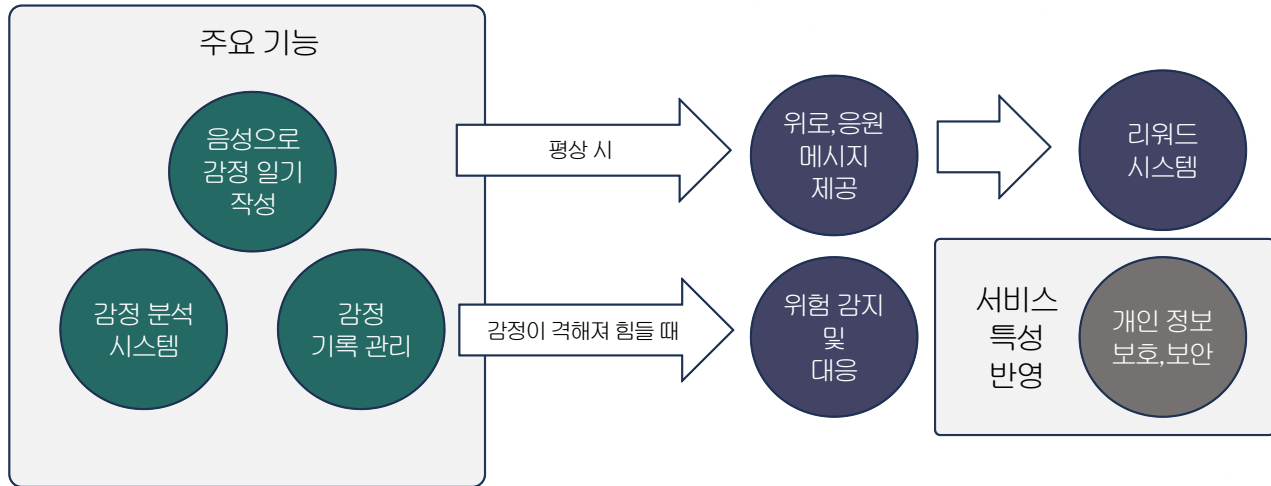 주요 기능
음성으로
감정 일기
작성
감정 분석
시스템
감정
기록 관리
평상 시
위로,응원
메시지
제공
리워드
시스템
감정이 격해져 힘들 때
위험 감지
및
대응
서비스
특성
반영
개인 정보
보호,보안